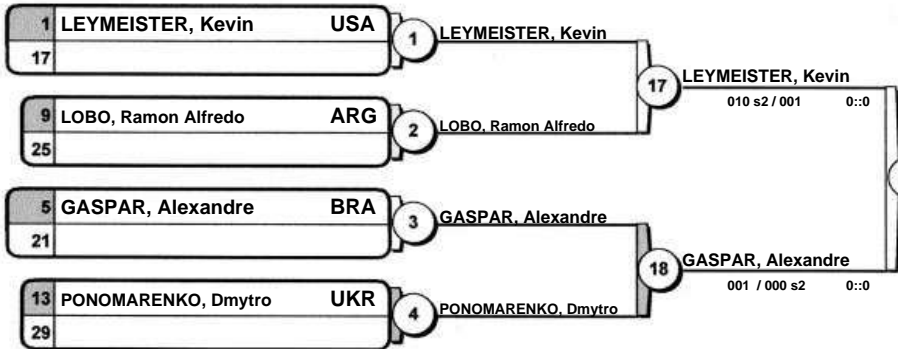 1 LEYMEISTER, Kevin USA
17
1 LEYMEISTER, Kevin
9 LOBO, Ramon Alfredo ARG
25
2 LOBO, Ramon Alfredo
17 LEYMEISTER, Kevin
010 s2 / 001 0::0
5 GASPAR, Alexandre BRA
21
3 GASPAR, Alexandre
13 PONOMARENKO, Dmytro UKR
29
4 PONOMARENKO, Dmytro
18 GASPAR, Alexandre
001 / 000 s2 0::0